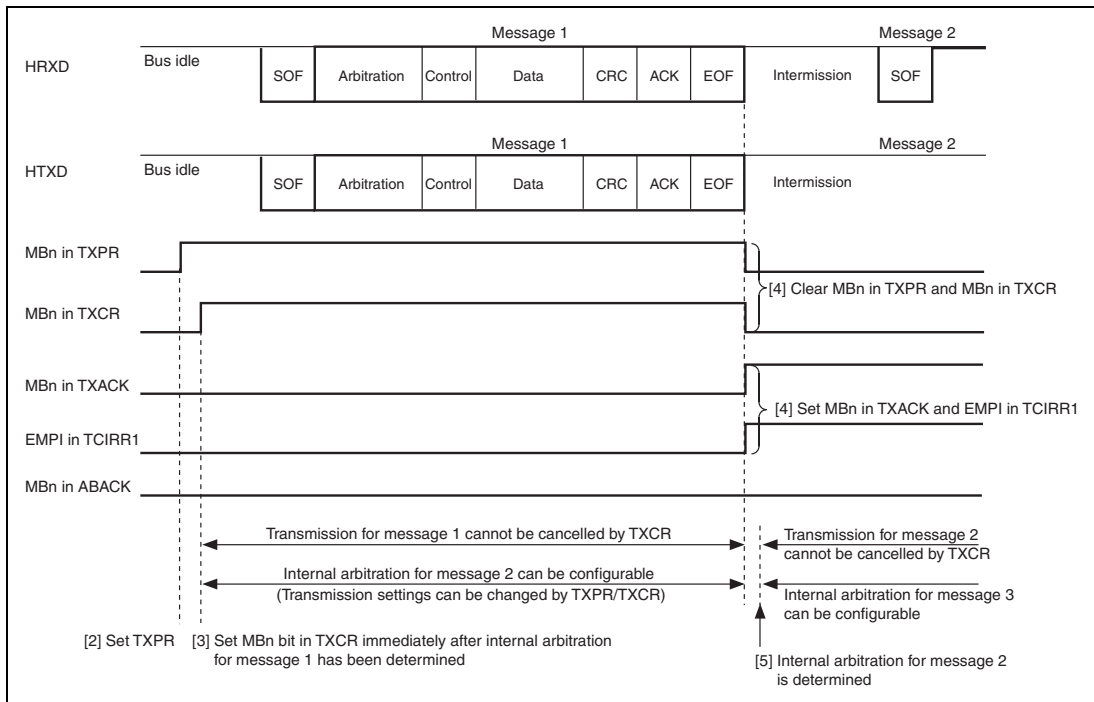 Message 1
Message 2
HRXD
Bus idle
SOF
Arbitration
Control
Data
CRC
ACK
EOF
Intermission
SOF
Message 1
Message 2
HTXD
Bus idle
SOF
Arbitration
Control
Data
CRC
ACK
EOF
Intermission
MBn in TXPR
[4] Clear MBn in TXPR and MBn in TXCR
MBn in TXCR
MBn in TXACK
[4] Set MBn in TXACK and EMPI in TCIRR1
EMPI in TCIRR1
MBn in ABACK
Transmission for message 1 cannot be cancelled by TXCR
Transmission for message 2
cannot be cancelled by TXCR
Internal arbitration for message 2 can be configurable
(Transmission settings can be changed by TXPR/TXCR)
Internal arbitration for message 3
can be configurable
[2] Set TXPR
[3] Set MBn bit in TXCR immediately after internal arbitration
for message 1 has been determined
[5] Internal arbitration for message 2
is determined